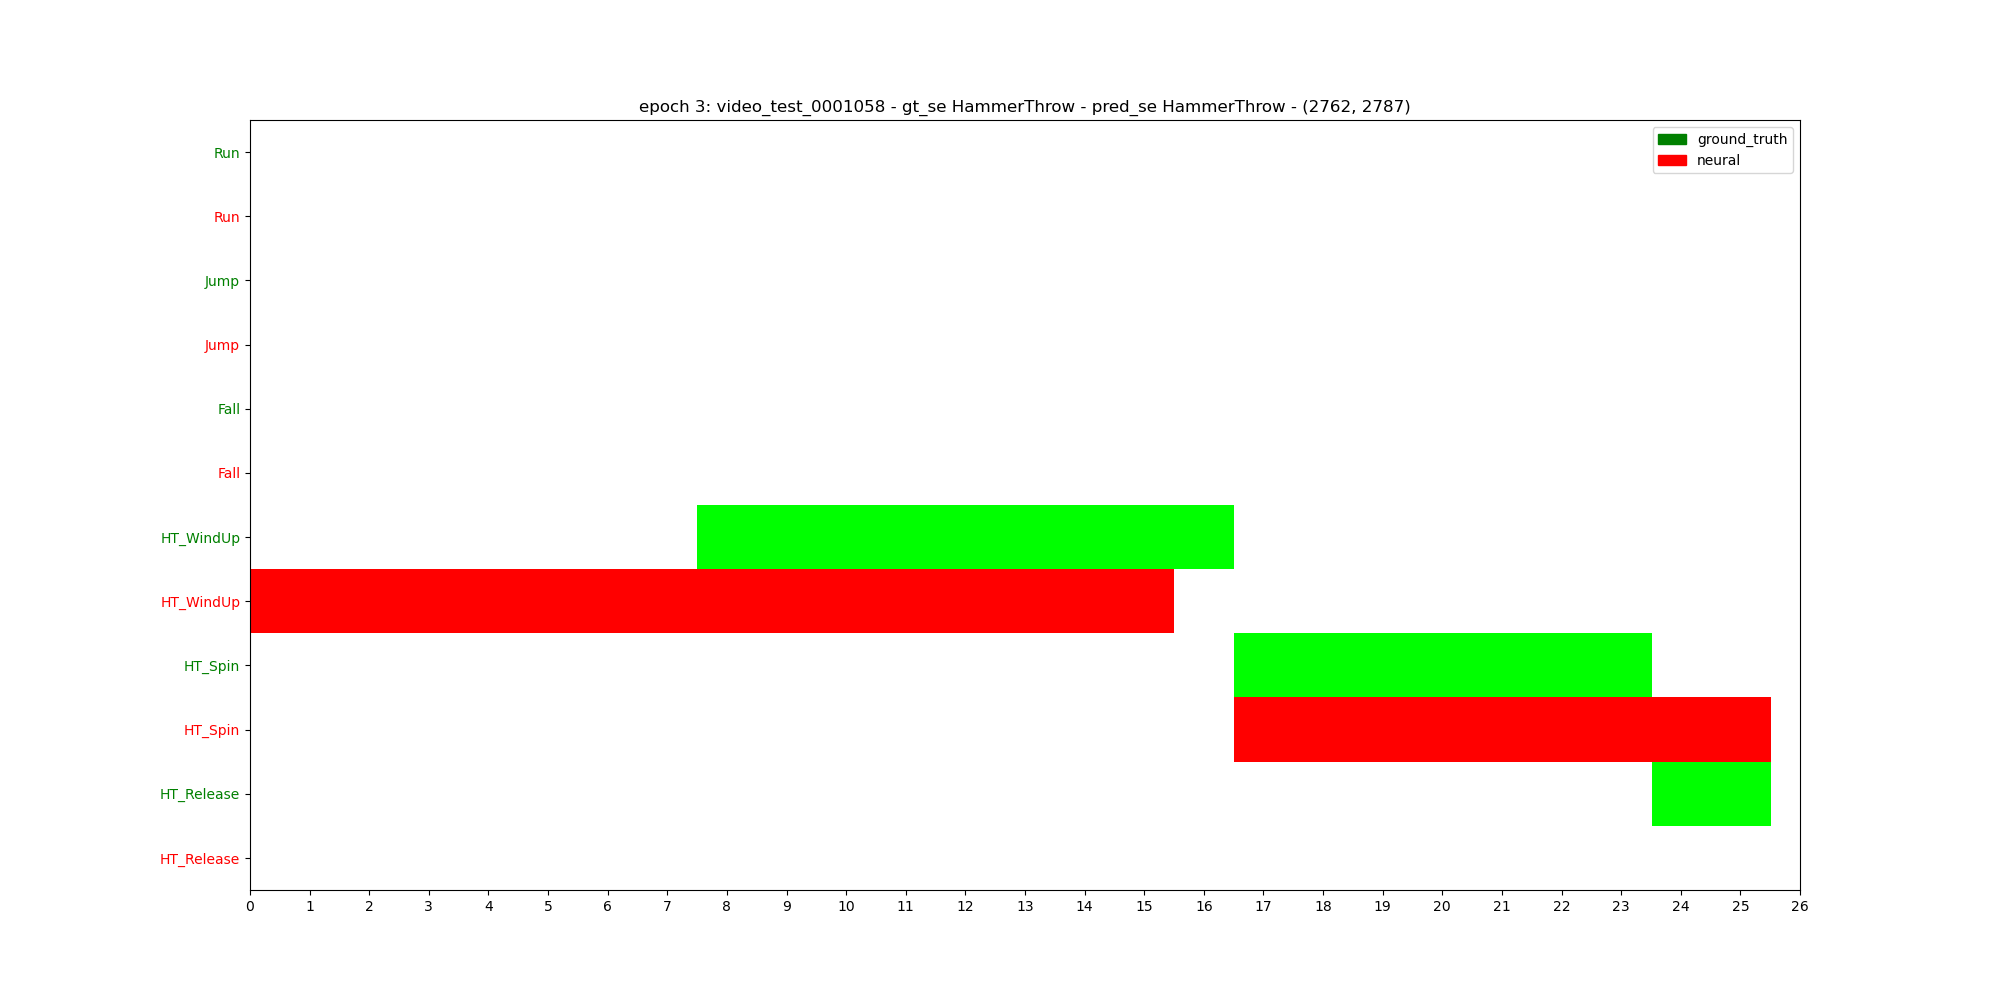 epoch 3: video_test_0001058 - gt_se HammerThrow - pred_se HammerThrow - (2762, 2787)
ground_truth
neural
Run
Run
Jump
Jump
Fall
Fall
HT_WindUp
HT_WindUp
HT_Spin
HT_Spin
HT_Release
HT_Release
0 1 2 3 4 5 6 7 8 9 10 11 12 13 14 15 16 17 18 19 20 21 22 23 24 25 26